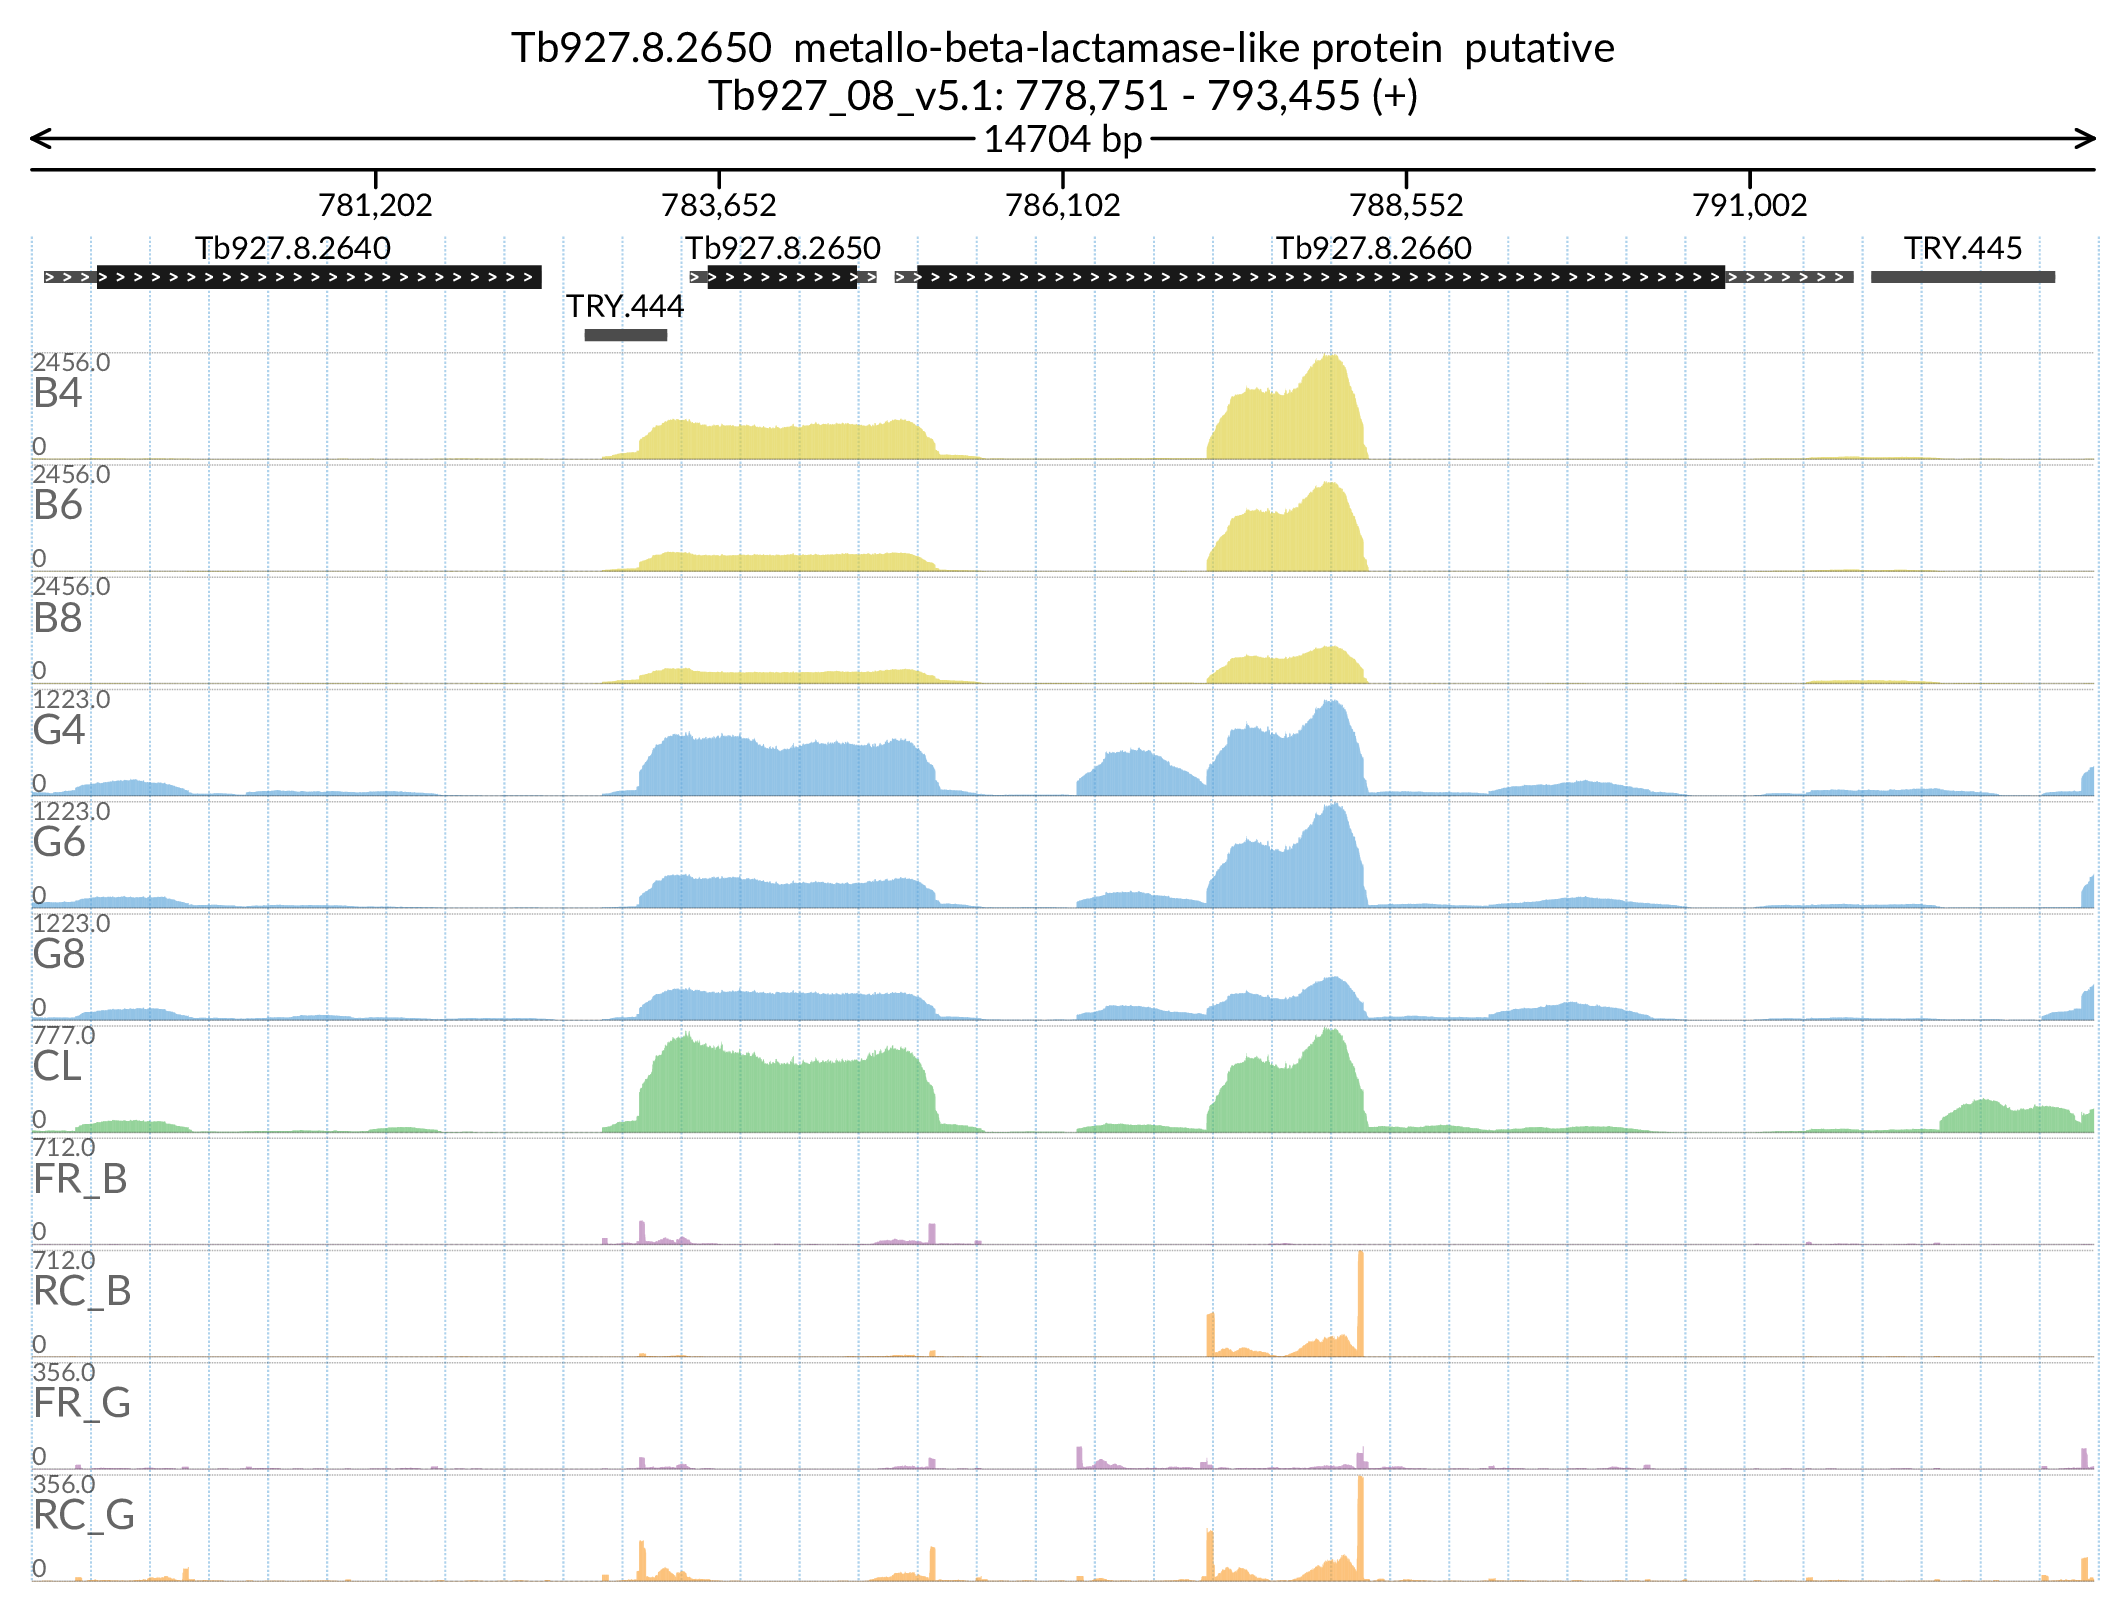 Tb927.8.2650 metallo-beta-lactamase-like protein putative
Tb927_08_v5.1: 778,751 - 793,455 (+)
14704 bp
781,202 783,652 786,102 788,552 791,002
Tb927.8.2640 Tb927.8.2650 Tb927.8.2660 TRY.445
TRY.444
2456.0
B4
0
2456.0
B6
0
2456.0
B8
0
1223.0
G4
0
1223.0
G6
0
1223.0
G8
0
777.0
CL
0
712.0
FR_B
0
712.0
RC_B
0
356.0
FR_G
0
356.0
RC_G
0